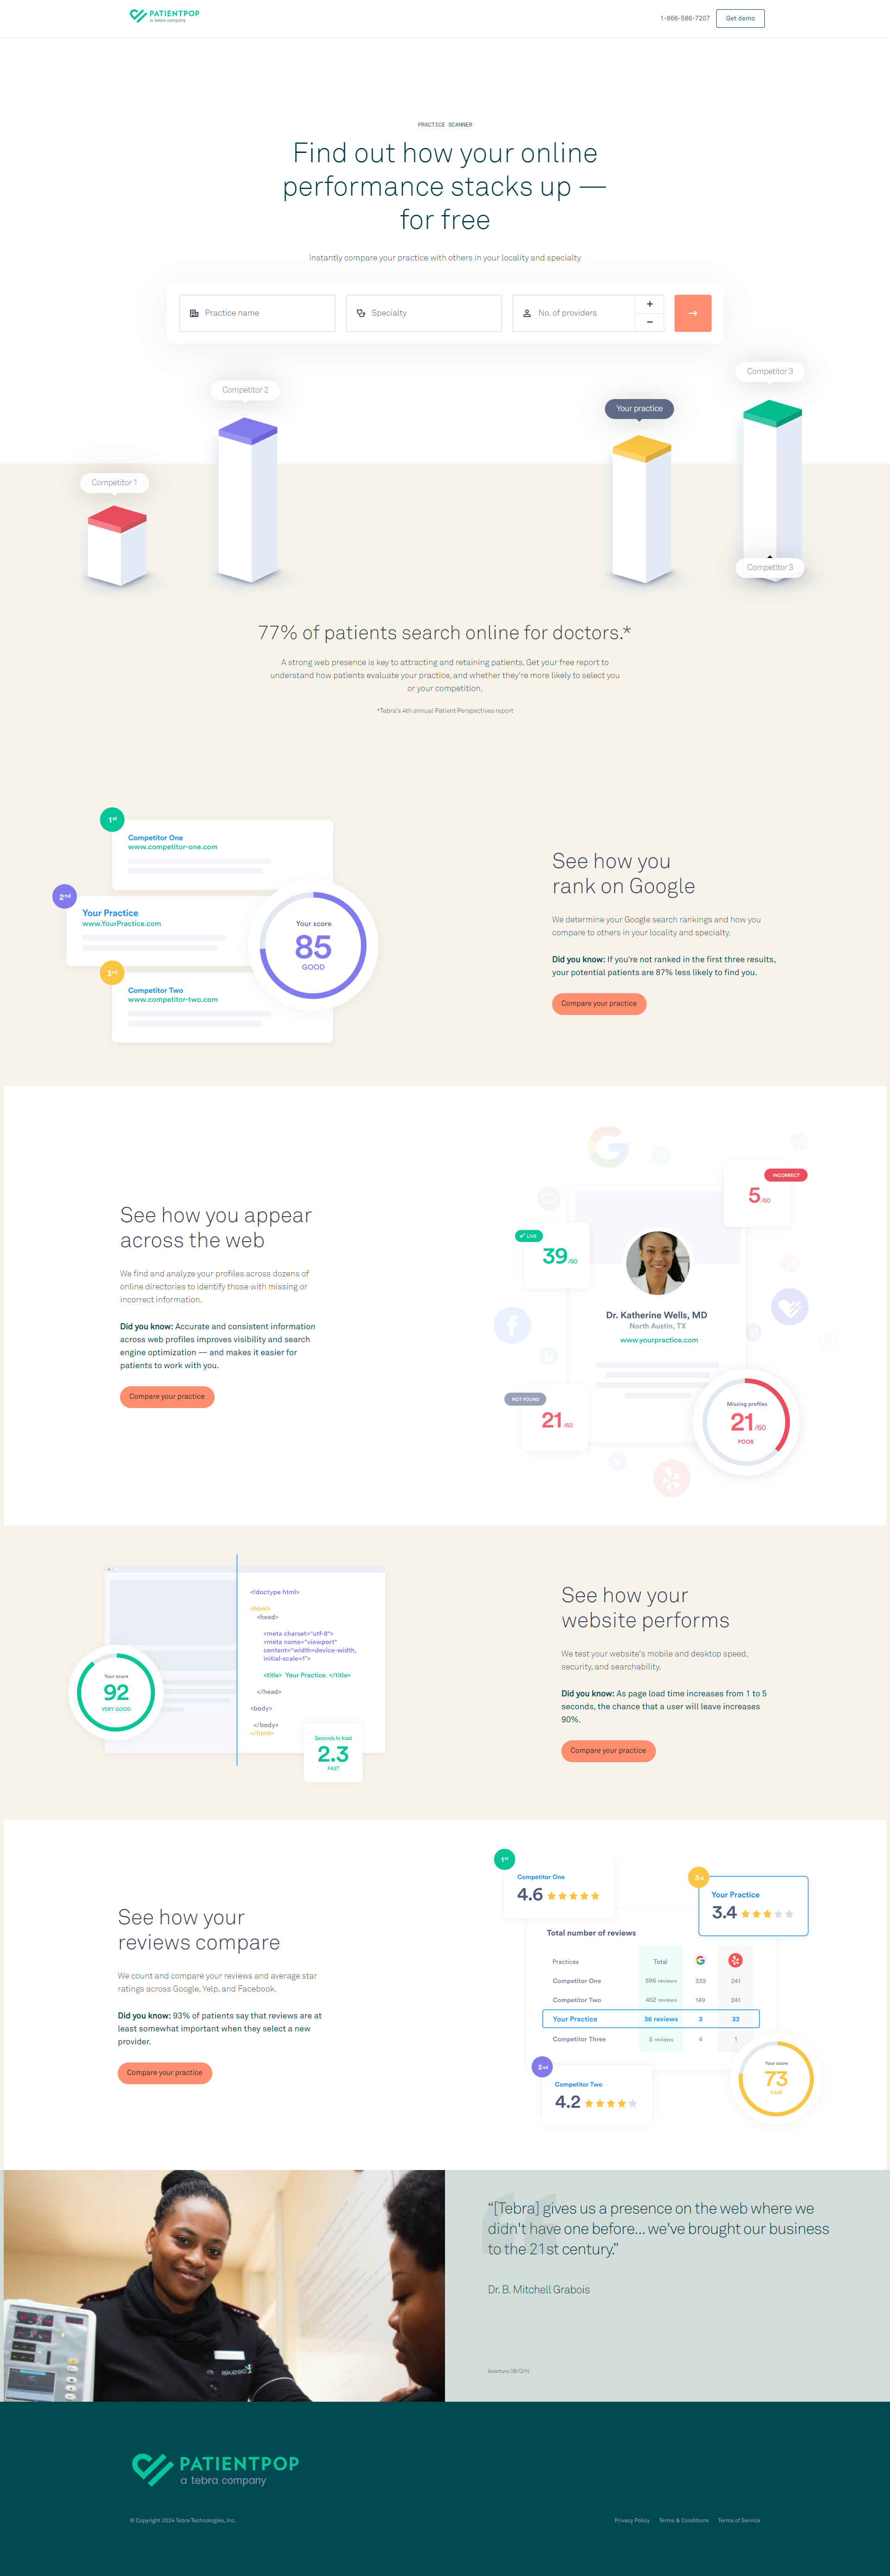 PATIENTPOP
a tebra company
1-866-586-7207
Get demo
PRACTICE SCANNER
Find out how your online
performance stacks up —
for free
Instantly compare your practice with others in your locality and specialty
Practice name
Specialty
No. of providers
+
−
Competitor 1
Competitor 2
Your practice
Competitor 3
Competitor 3
77% of patients search online for doctors.*
A strong web presence is key to attracting and retaining patients. Get your free report to
understand how patients evaluate your practice, and whether they're more likely to select you
or your competition.
*Tebra's 4th annual Patient Perspectives report
1st
Competitor One
www.competitor-one.com
2nd
Your Practice
www.YourPractice.com
3rd
Competitor Two
www.competitor-two.com
Your score
85
GOOD
See how you
rank on Google
We determine your Google search rankings and how you
compare to others in your locality and specialty.
Did you know: If you're not ranked in the first three results,
your potential patients are 87% less likely to find you.
Compare your practice
See how you appear
across the web
We find and analyze your profiles across dozens of
online directories to identify those with missing or
incorrect information.
Did you know: Accurate and consistent information
across web profiles improves visibility and search
engine optimization — and makes it easier for
patients to work with you.
Compare your practice
INCORRECT
5/60
LIVE
39/60
Dr. Katherine Wells, MD
North Austin, TX
www.yourpractice.com
NOT FOUND
21/60
Missing profiles
21/60
POOR
<!doctype html>
<html>
<head>
<meta charset="utf-8">
<meta name="viewport"
content="width=device-width,
initial-scale=1">
<title> Your Practice. </title>
</head>
<body>
</body>
</html>
Your score
92
VERY GOOD
Seconds to load
2.3
FAST
See how your
website performs
We test your website's mobile and desktop speed,
security, and searchability.
Did you know: As page load time increases from 1 to 5
seconds, the chance that a user will leave increases
90%.
Compare your practice
See how your
reviews compare
We count and compare your reviews and average star
ratings across Google, Yelp, and Facebook.
Did you know: 93% of patients say that reviews are at
least somewhat important when they select a new
provider.
Compare your practice
1st
Competitor One
4.6
3rd
Your Practice
3.4
Total number of reviews
Practices Total
Competitor One 596 reviews 339 241
Competitor Two 452 reviews 149 241
Your Practice 36 reviews 3 33
Competitor Three 5 reviews 4 1
2nd
Competitor Two
4.2
Your score
73
FAIR
akeso
“[Tebra] gives us a presence on the web where we
didn't have one before... we've brought our business
to the 21st century.”
Dr. B. Mitchell Grabois
Aventura OB/GYN
PATIENTPOP
a tebra company
© Copyright 2024 Tebra Technologies, Inc.
Privacy Policy Terms & Conditions Terms of Service